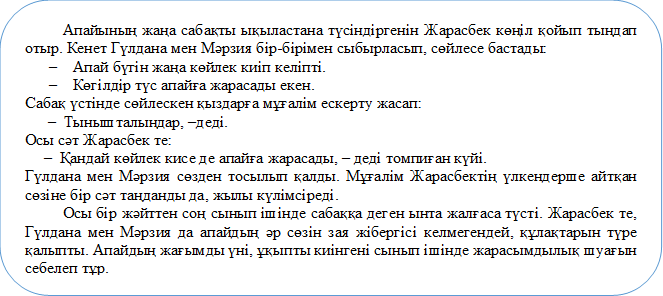 Апайының жаңа сабақты ықыластана түсіндіргенін Жарасбек көңіл қойып тыңдап
отыр. Кенет Гүлдана мен Мәрзия бір-бірімен сыбырласып, сөйлесе бастады:
– Апай бүгін жаңа көйлек киіп келіпті.
– Көгілдір түс апайға жарасады екен.
Сабақ үстінде сөйлескен қыздарға мұғалім ескерту жасап:
– Тынышталыңдар, –деді.
Осы сәт Жарасбек те:
– Қандай көйлек кисе де апайға жарасады, – деді томпиған күйі.
Гүлдана мен Мәрзия сөзден тосылып қалды. Мұғалім Жарасбектің үлкендерше айтқан
сөзіне бір сәт таңданды да, жылы күлімсіреді.
Осы бір жәйттен соң сынып ішінде сабаққа деген ынта жалғаса түсті. Жарасбек те,
Гүлдана мен Мәрзия да апайдың әр сөзін зая жібергісі келмегендей, құлақтарын түре
қалыпты. Апайдың жағымды үні, ұқыпты киінгені сынып ішінде жарасымдылық шуағын
себелеп тұр.